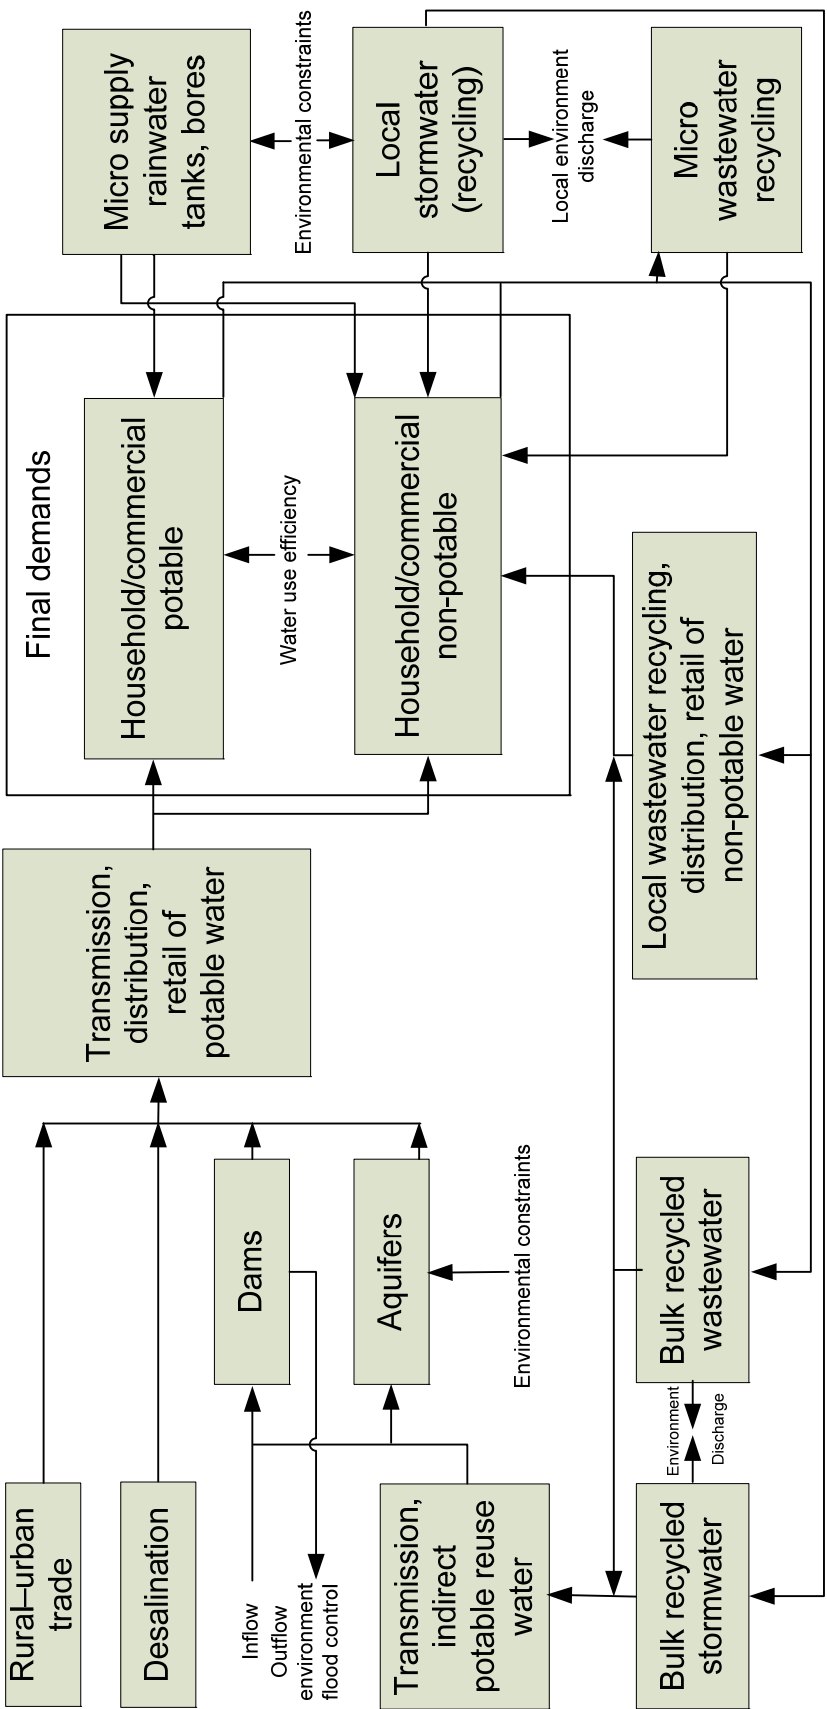 Rural–urban
trade
Desalination
Inflow
Outflow
environment
flood control
Transmission,
indirect
potable reuse
water
Bulk recycled
stormwater
Environment
Discharge
Dams
Aquifers
Environmental constraints
Bulk recycled
wastewater
Transmission,
distribution,
retail of
potable water
Local wastewater recycling,
distribution, retail of
non-potable water
Final demands
Household/commercial
potable
Water use efficiency
Household/commercial
non-potable
Micro supply
rainwater
tanks, bores
Environmental constraints
Local
stormwater
(recycling)
Local environment
discharge
Micro
wastewater
recycling